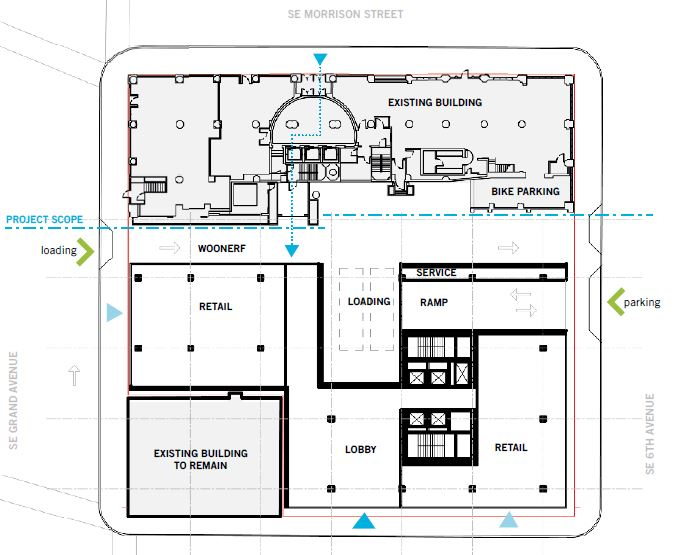 SE MORRISON STREET
EXISTING BUILDING
BIKE PARKING
PROJECT SCOPE
loading
WOONERF
SERVICE
RETAIL
LOADING
RAMP
parking
SE GRAND AVENUE
SE 6TH AVENUE
EXISTING BUILDING
TO REMAIN
LOBBY
RETAIL